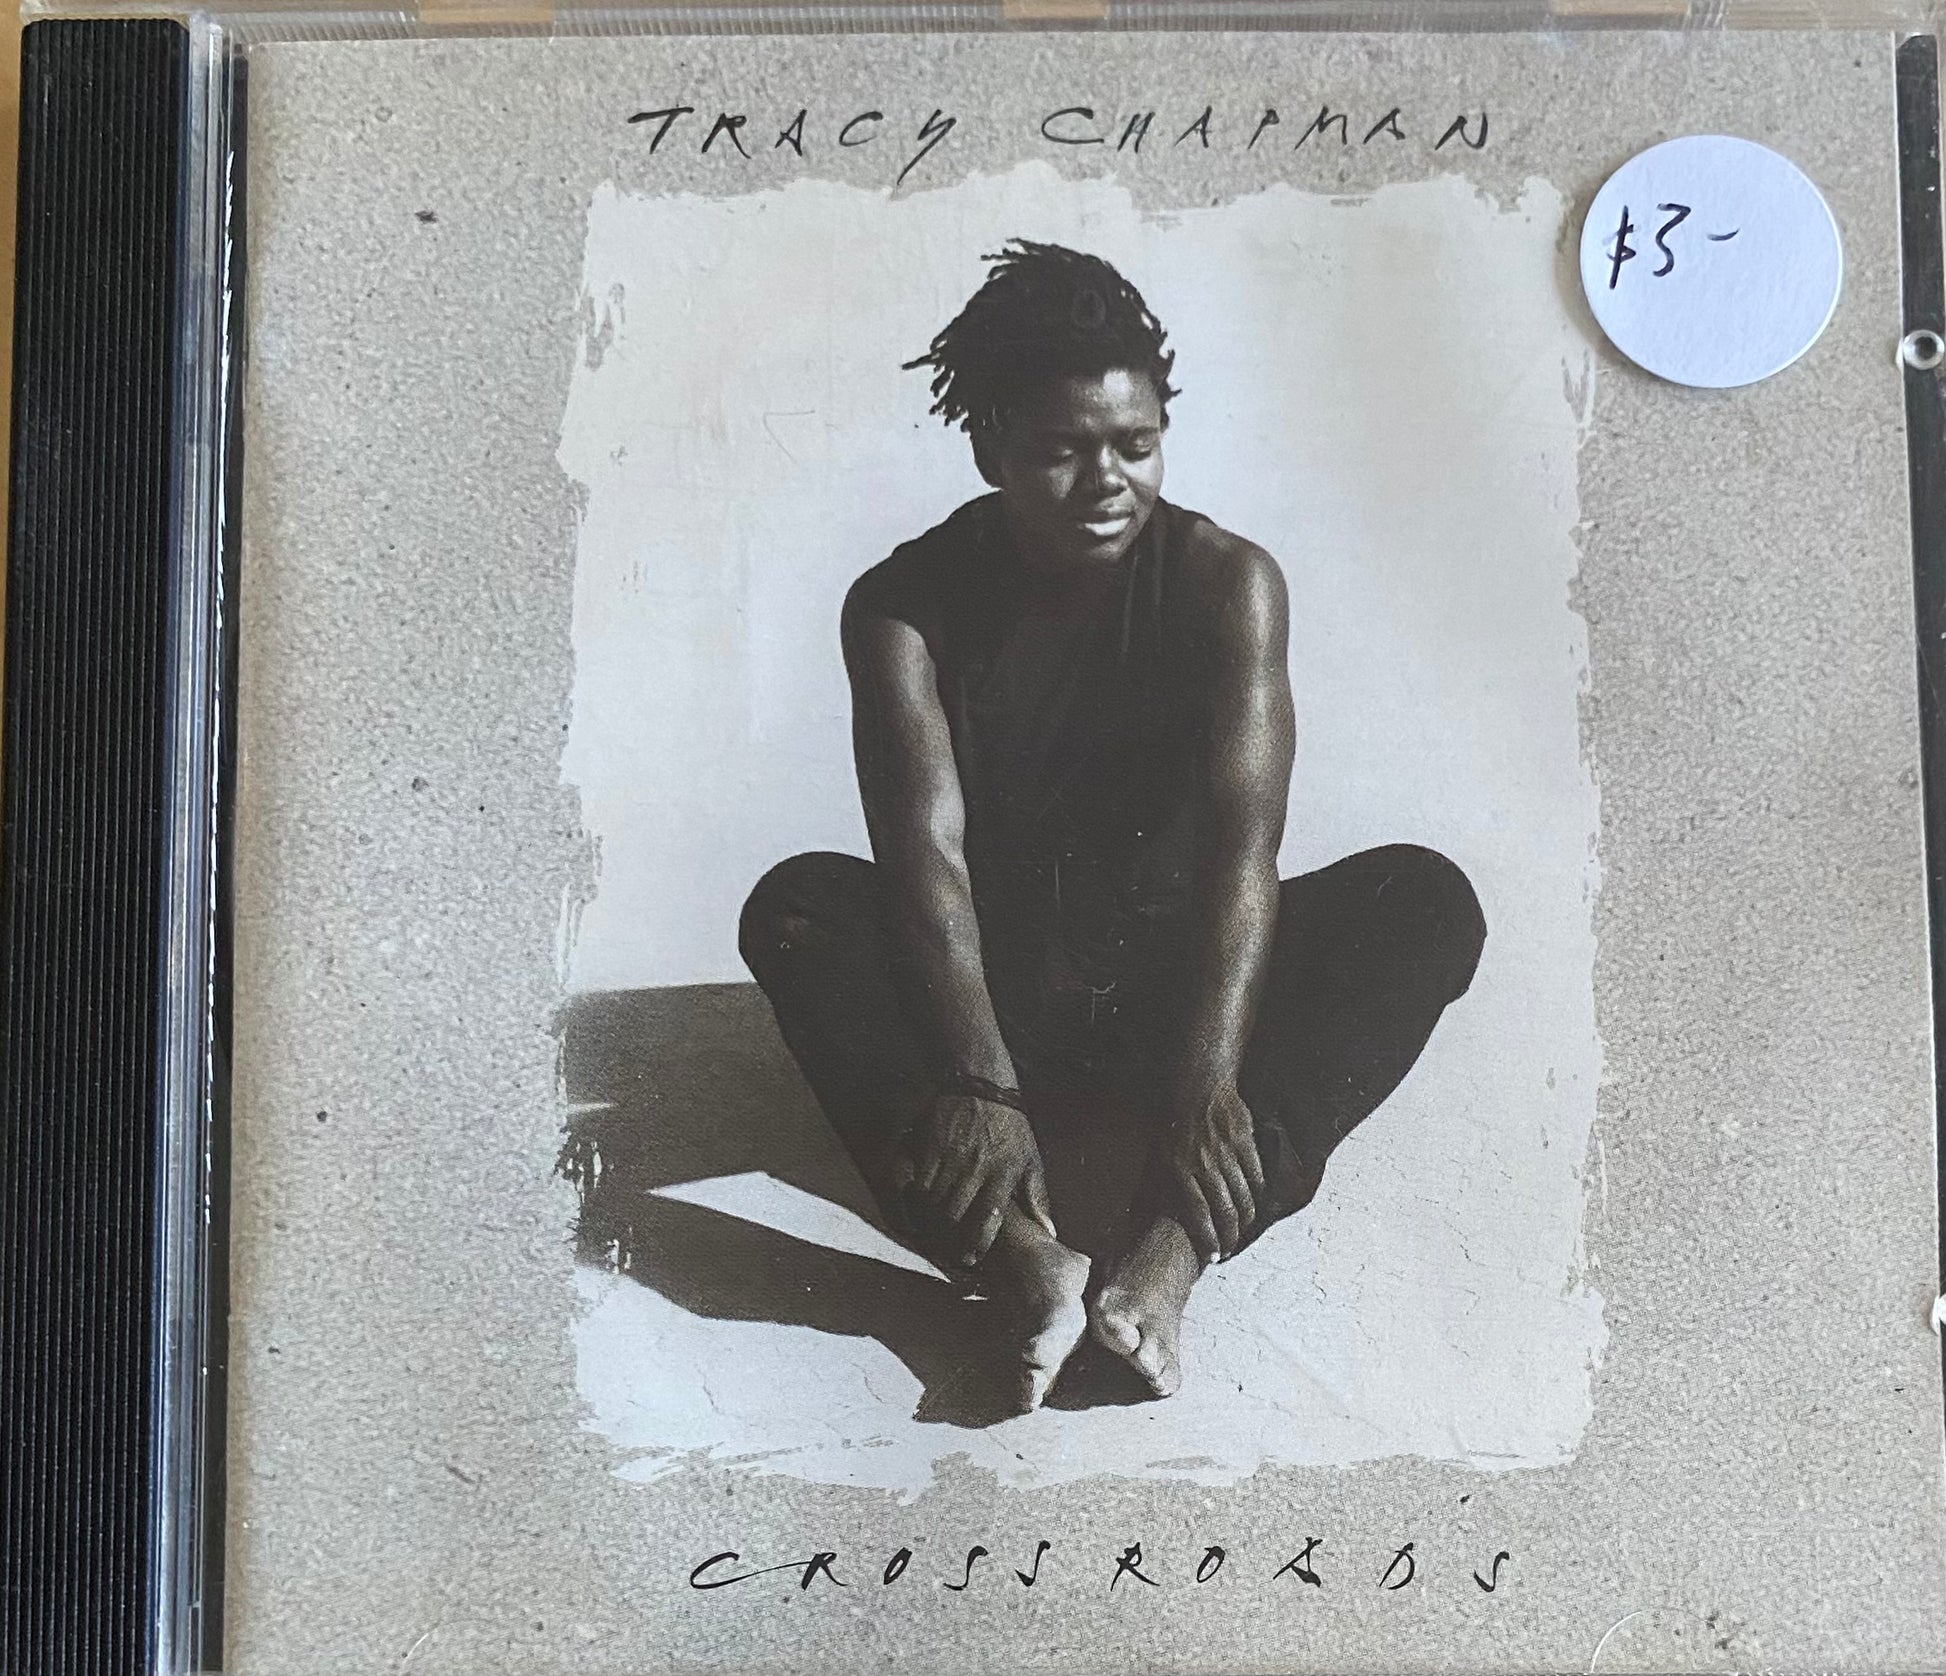 TRACY CHAPMAN
$3-
CROSSROADS